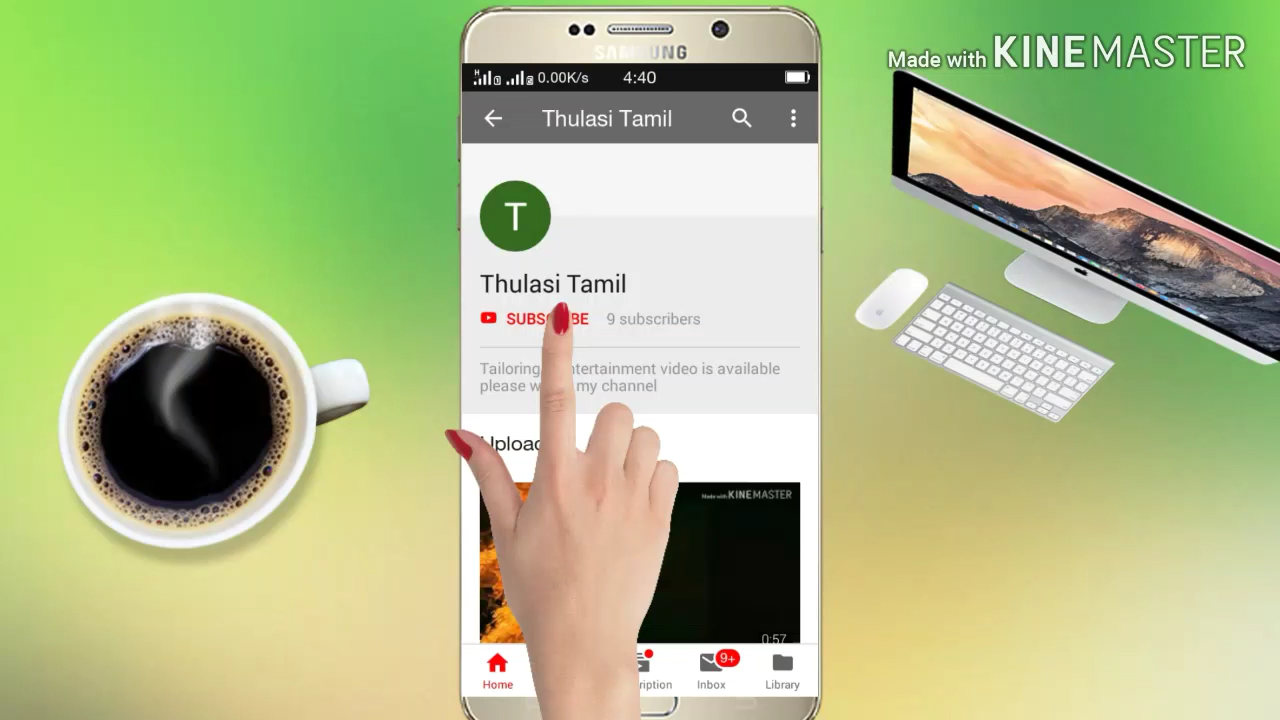 Made with KINEMASTER
SAMSUNG
0.00K/s 4:40
Thulasi Tamil
T
Thulasi Tamil
9 subscribers
Tailoring, entertainment video is available
please my channel
Made with KINEMASTER
0:57
9+
Home Inbox Library